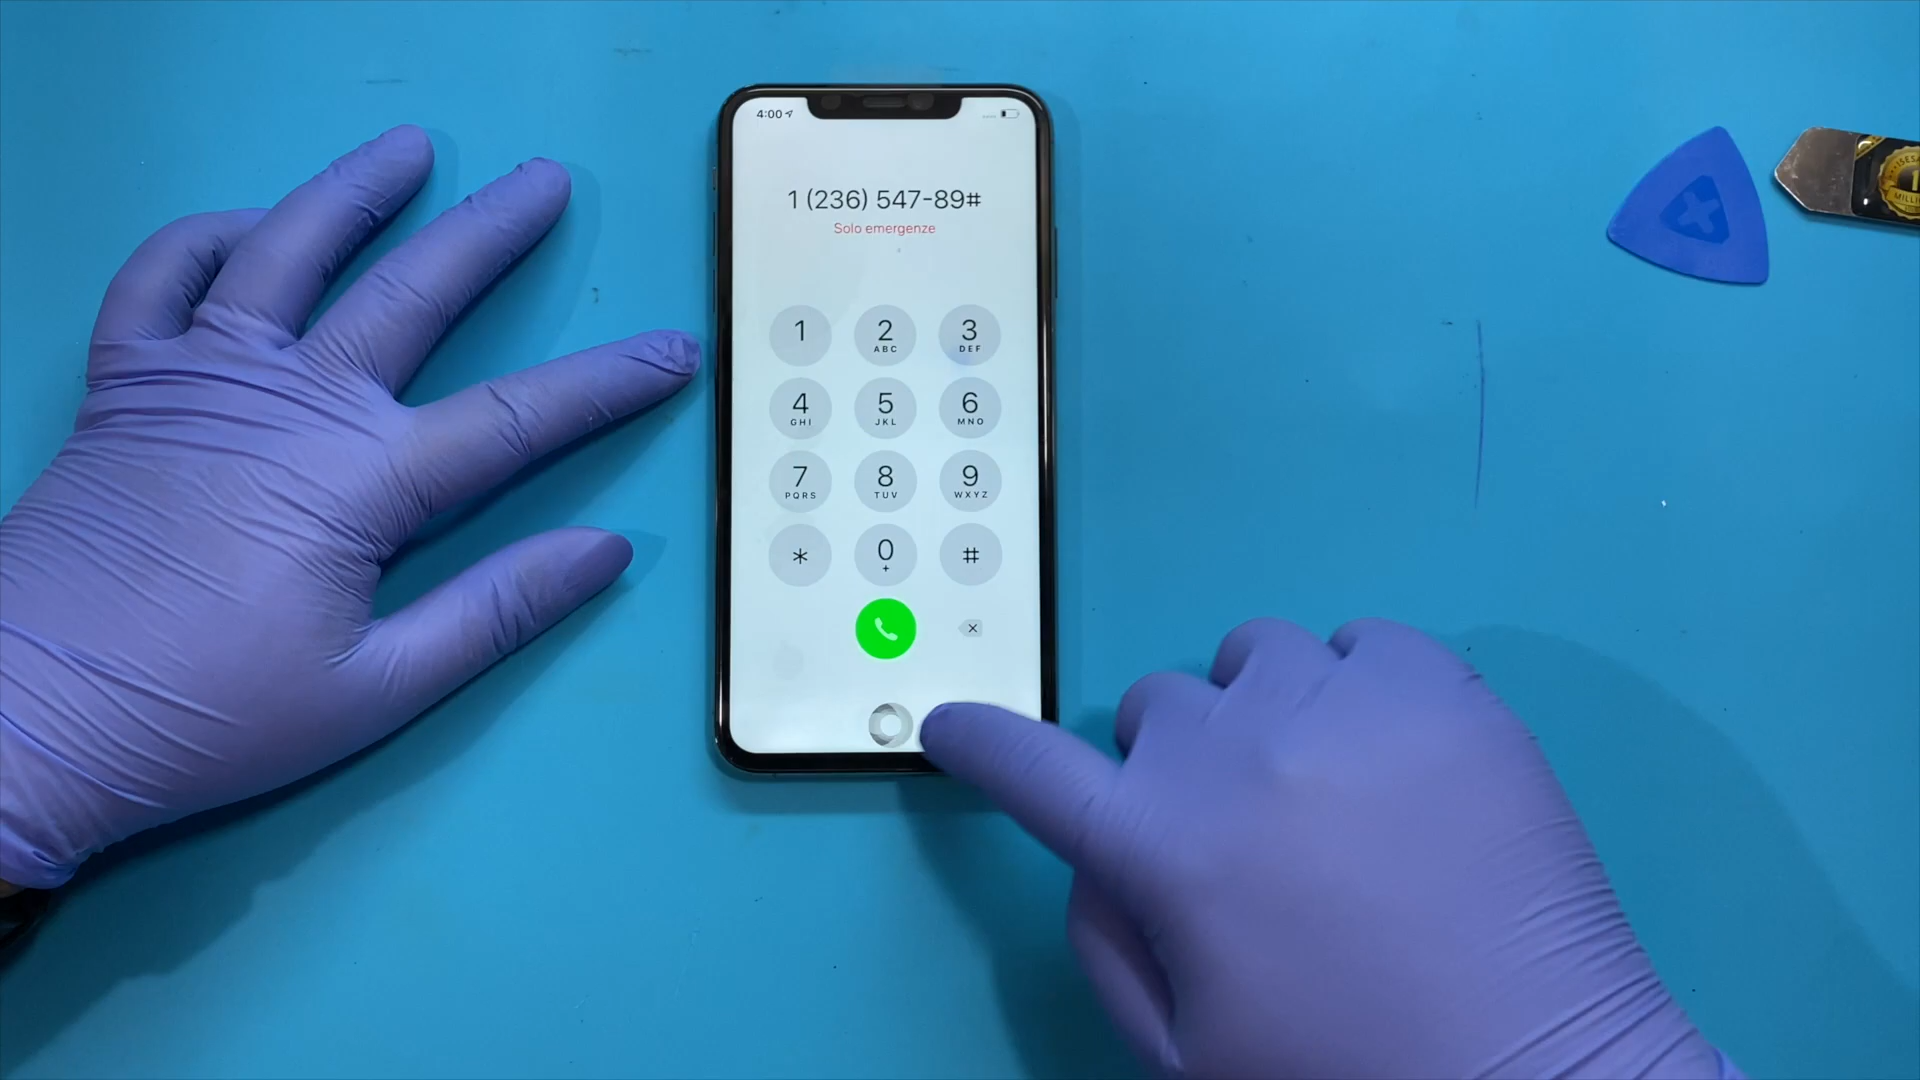 4:00
1 (236) 547-89#
Solo emergenze
1
2
ABC
3
DEF
4
GHI
5
JKL
6
MNO
7
PQRS
8
TUV
9
WXYZ
*
0
+
#